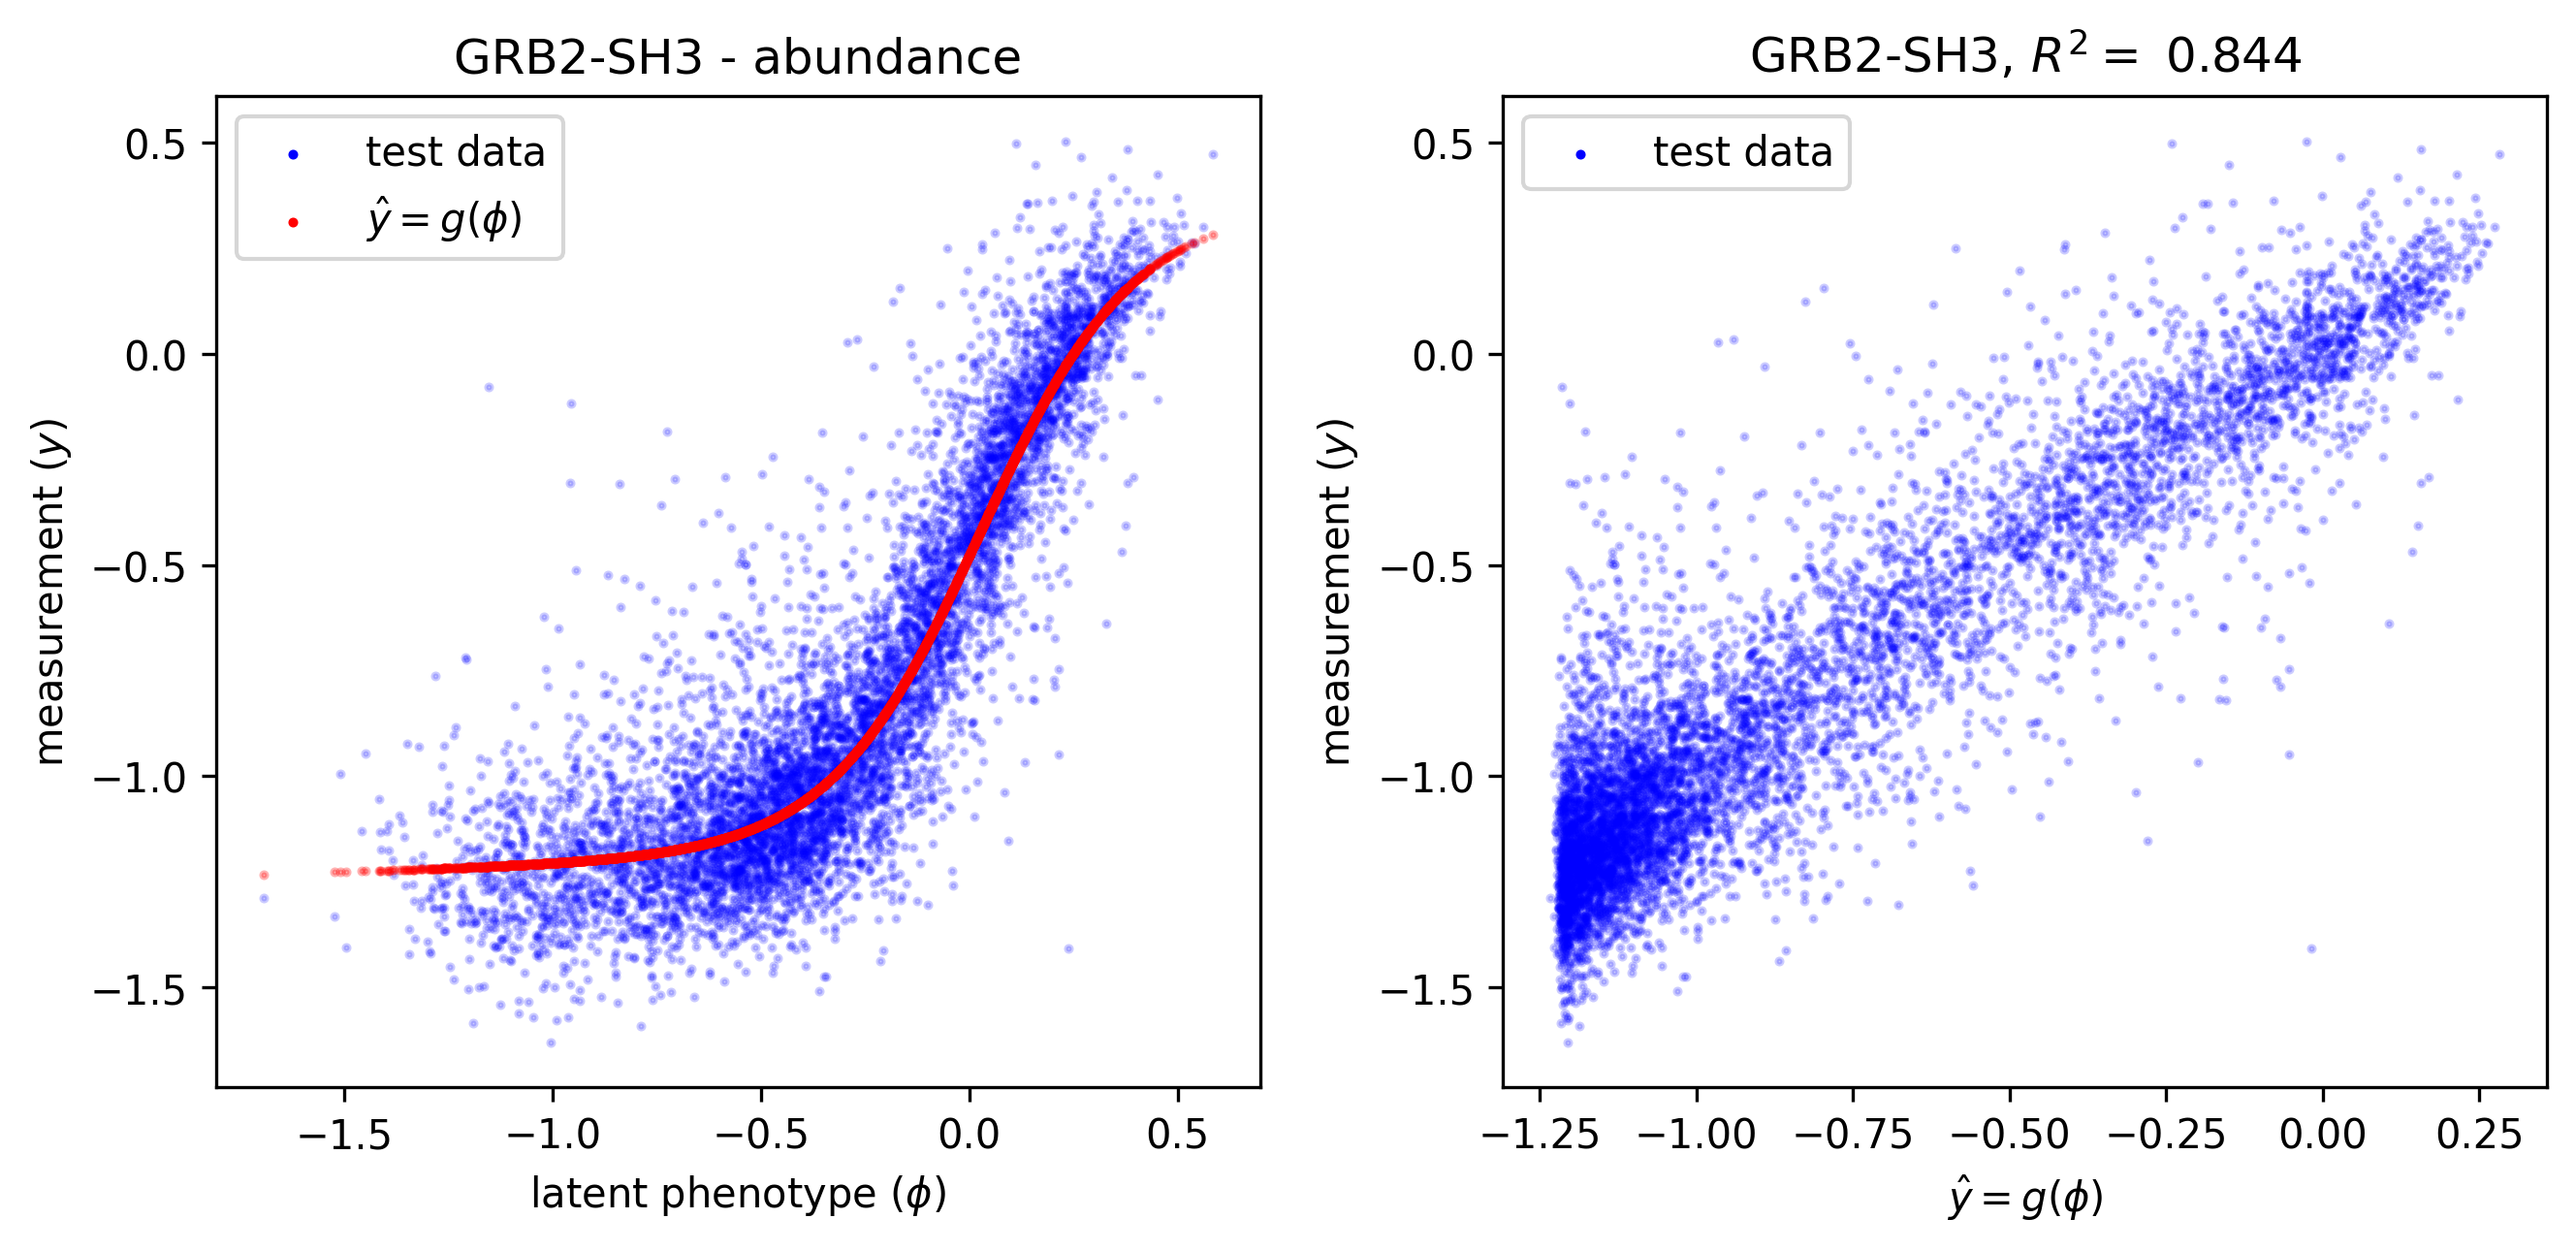 GRB2-SH3 - abundance
test data
ŷ = g(ϕ)
0.5
0.0
−0.5
−1.0
−1.5
measurement (y)
−1.5
−1.0
−0.5
0.0
0.5
latent phenotype (ϕ)
GRB2-SH3, R² = 0.844
test data
0.5
0.0
−0.5
−1.0
−1.5
measurement (y)
−1.25
−1.00
−0.75
−0.50
−0.25
0.00
0.25
ŷ = g(ϕ)